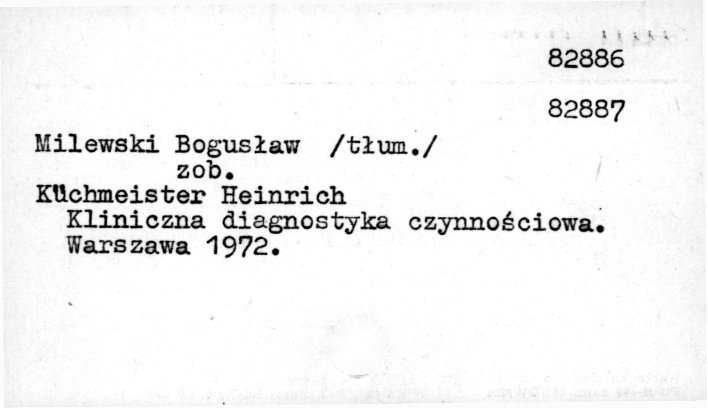 82886
82887
Milewski Bogusław /tłum./
zob.
Küchmeister Heinrich
Kliniczna diagnostyka czynnościowa.
Warszawa 1972.